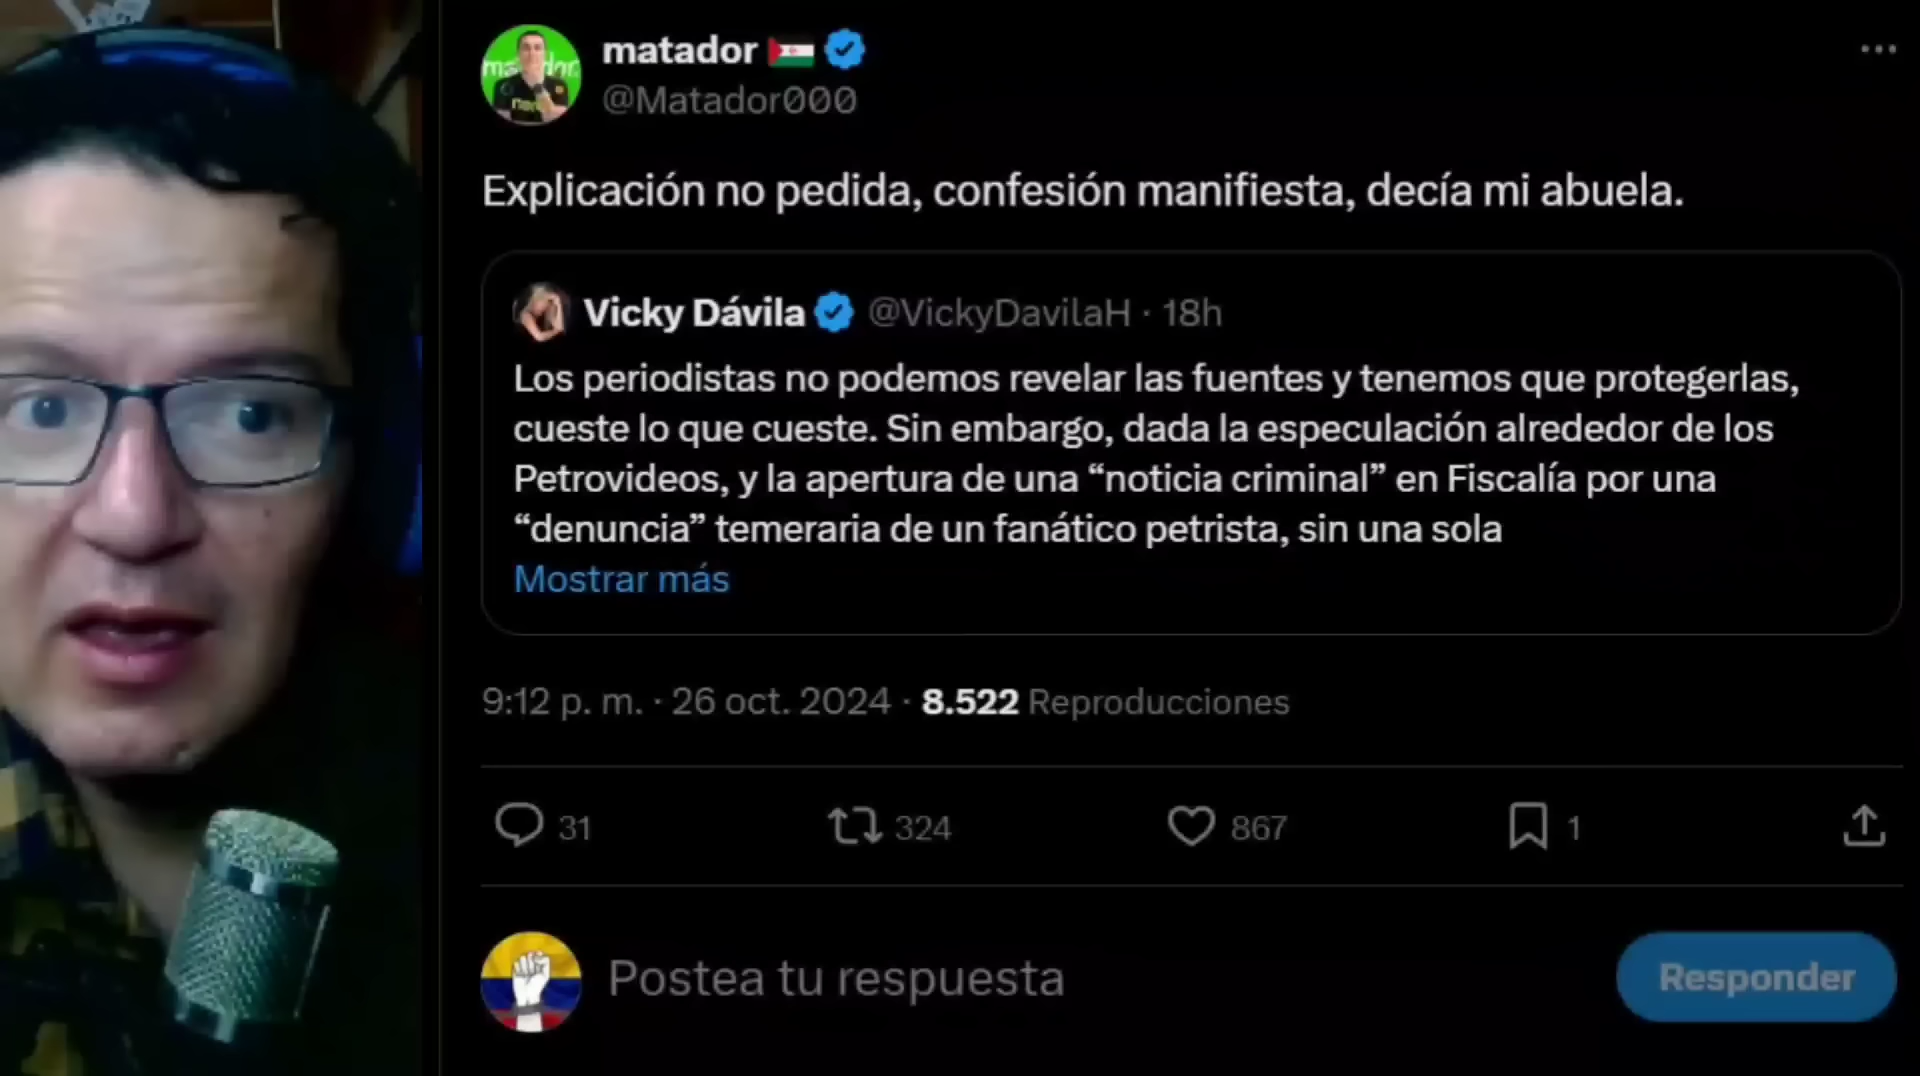 matador
@Matador000
Explicación no pedida, confesión manifiesta, decía mi abuela.
Vicky Dávila @VickyDavilaH · 18h
Los periodistas no podemos revelar las fuentes y tenemos que protegerlas,
cueste lo que cueste. Sin embargo, dada la especulación alrededor de los
Petrovideos, y la apertura de una “noticia criminal” en Fiscalía por una
“denuncia” temeraria de un fanático petrista, sin una sola
Mostrar más
9:12 p. m. · 26 oct. 2024 · 8.522 Reproducciones
31 324 867 1
Postea tu respuesta
Responder